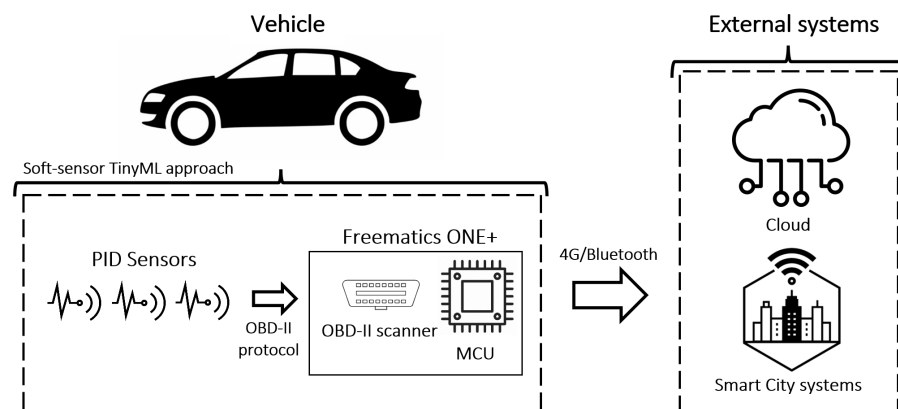 Vehicle
External systems
Soft-sensor TinyML approach
Freematics ONE+
PID Sensors
4G/Bluetooth
Cloud
OBD-II
protocol
OBD-II scanner
MCU
Smart City systems